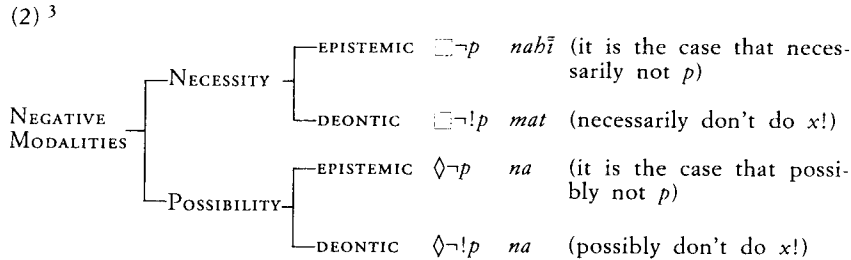 (2) 3
EPISTEMIC □¬p nahī̃ (it is the case that neces-
NECESSITY sarily not p)
NEGATIVE DEONTIC □¬!p mat (necessarily don't do x!)
MODALITIES EPISTEMIC ◊¬p na (it is the case that possi-
POSSIBILITY bly not p)
DEONTIC ◊¬!p na (possibly don't do x!)